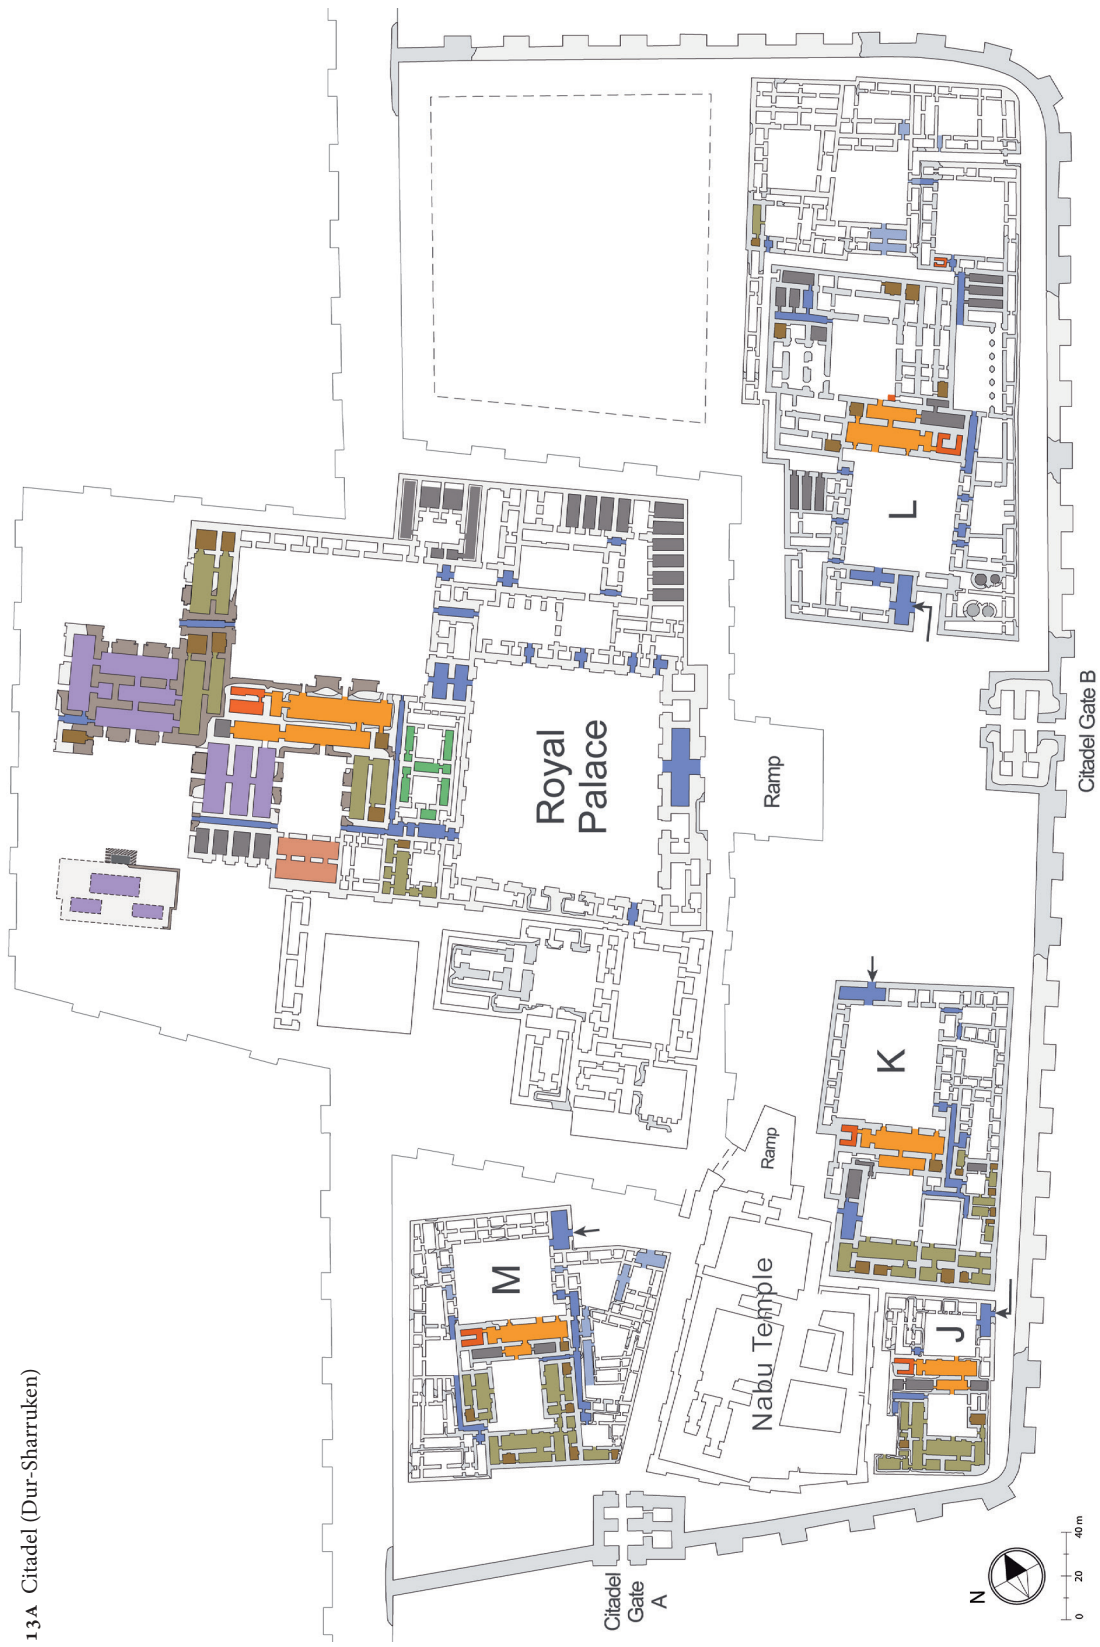 13A Citadel (Dur-Sharruken)
Royal
Palace
Ramp
L
Citadel Gate B
K
Ramp
M
Nabu Temple
J
Citadel
Gate
A
N
0 20 40 m